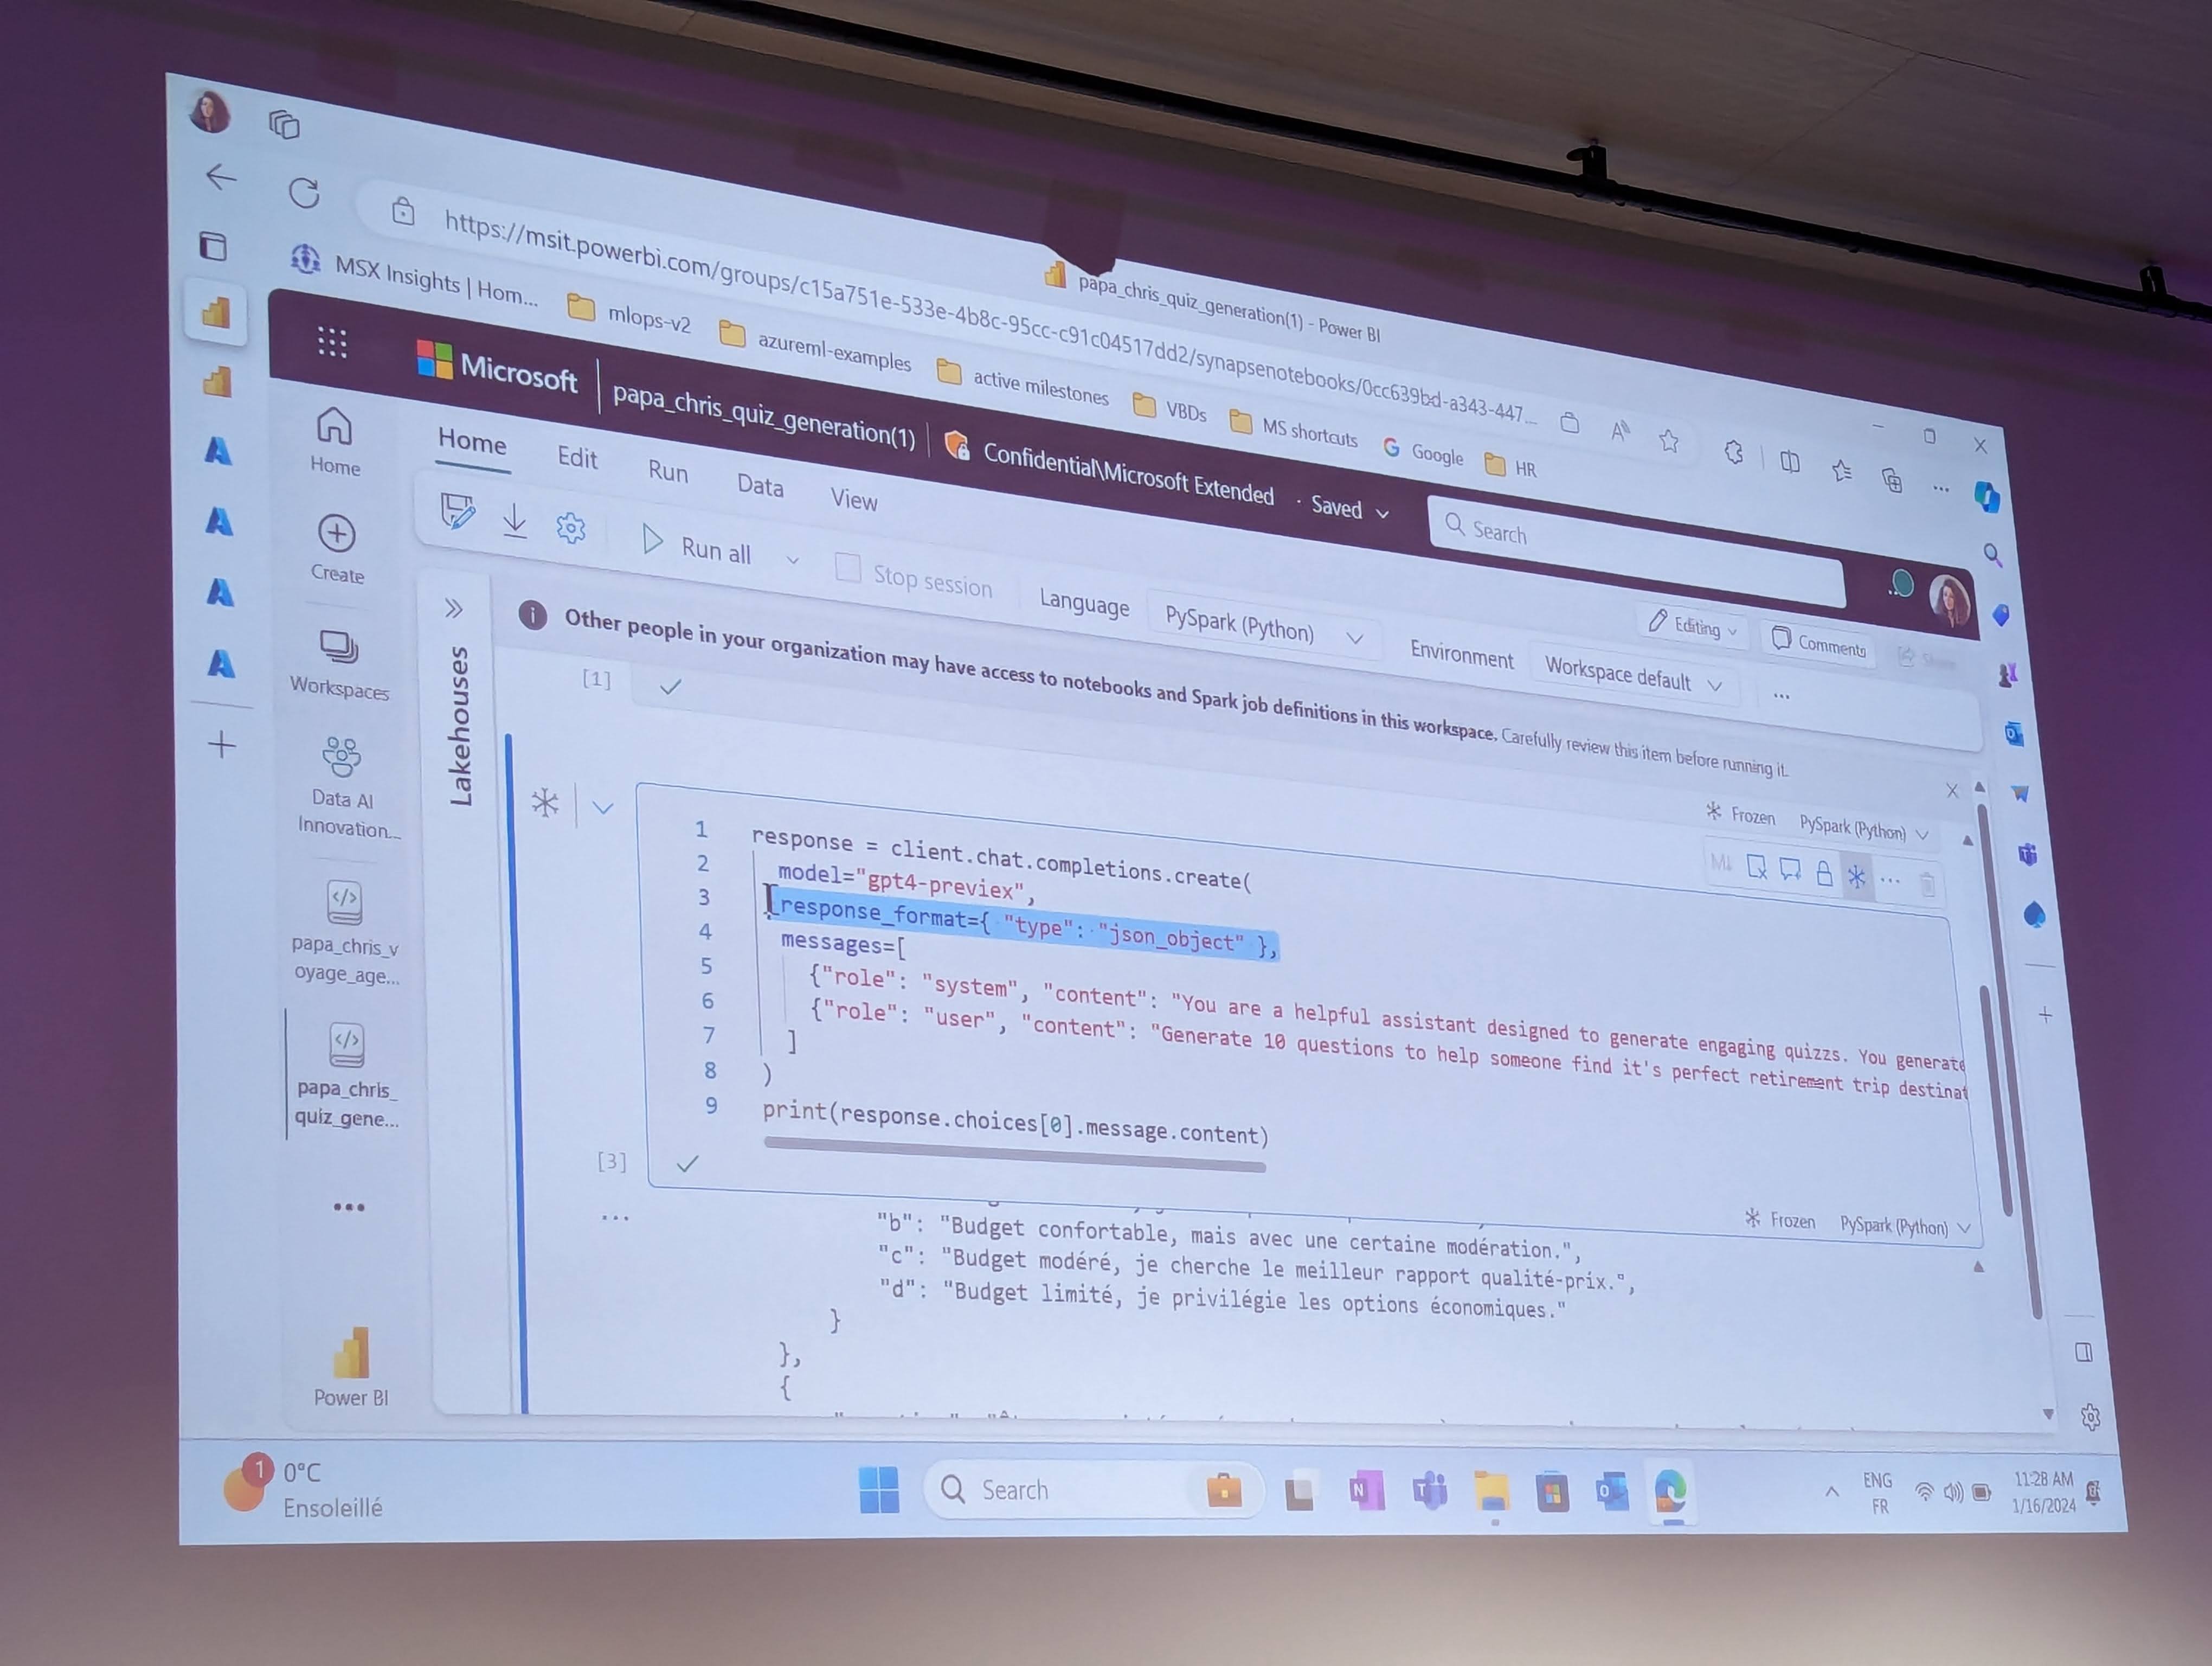 papa_chris_quiz_generation(1) - Power BI
https://msit.powerbi.com/groups/c15a751e-533e-4b8c-95cc-c91c04517dd2/synapsenotebooks/0cc639bd-a343-447...
MSX Insights | Hom...
mlops-v2
azureml-examples
active milestones
VBDs
MS shortcuts
Google
HR
Microsoft
papa_chris_quiz_generation(1)
Confidential\Microsoft Extended
· Saved
Search
Home
Edit
Run
Data
View
Run all
Stop session
Language
PySpark (Python)
Environment
Workspace default
...
Editing
Comments
Share
Home
Create
Workspaces
Data AI
Innovation...
papa_chris_v
oyage_age...
papa_chris_
quiz_gene...
Power BI
Lakehouses
Other people in your organization may have access to notebooks and Spark job definitions in this workspace. Carefully review this item before running it.
[1]
Frozen
PySpark (Python)
1 response = client.chat.completions.create(
2 model="gpt4-previex",
3 response_format={ "type": "json_object" },
4 messages=[
5 {"role": "system", "content": "You are a helpful assistant designed to generate engaging quizzs. You generate
6 {"role": "user", "content": "Generate 10 questions to help someone find it's perfect retirement trip destinat
7 ]
8 )
9 print(response.choices[0].message.content)
[3]
Frozen
PySpark (Python)
"b": "Budget confortable, mais avec une certaine modération.",
"c": "Budget modéré, je cherche le meilleur rapport qualité-prix.",
"d": "Budget limité, je privilégie les options économiques."
}
},
{
1
0°C
Ensoleillé
Search
ENG
FR
11:28 AM
1/16/2024